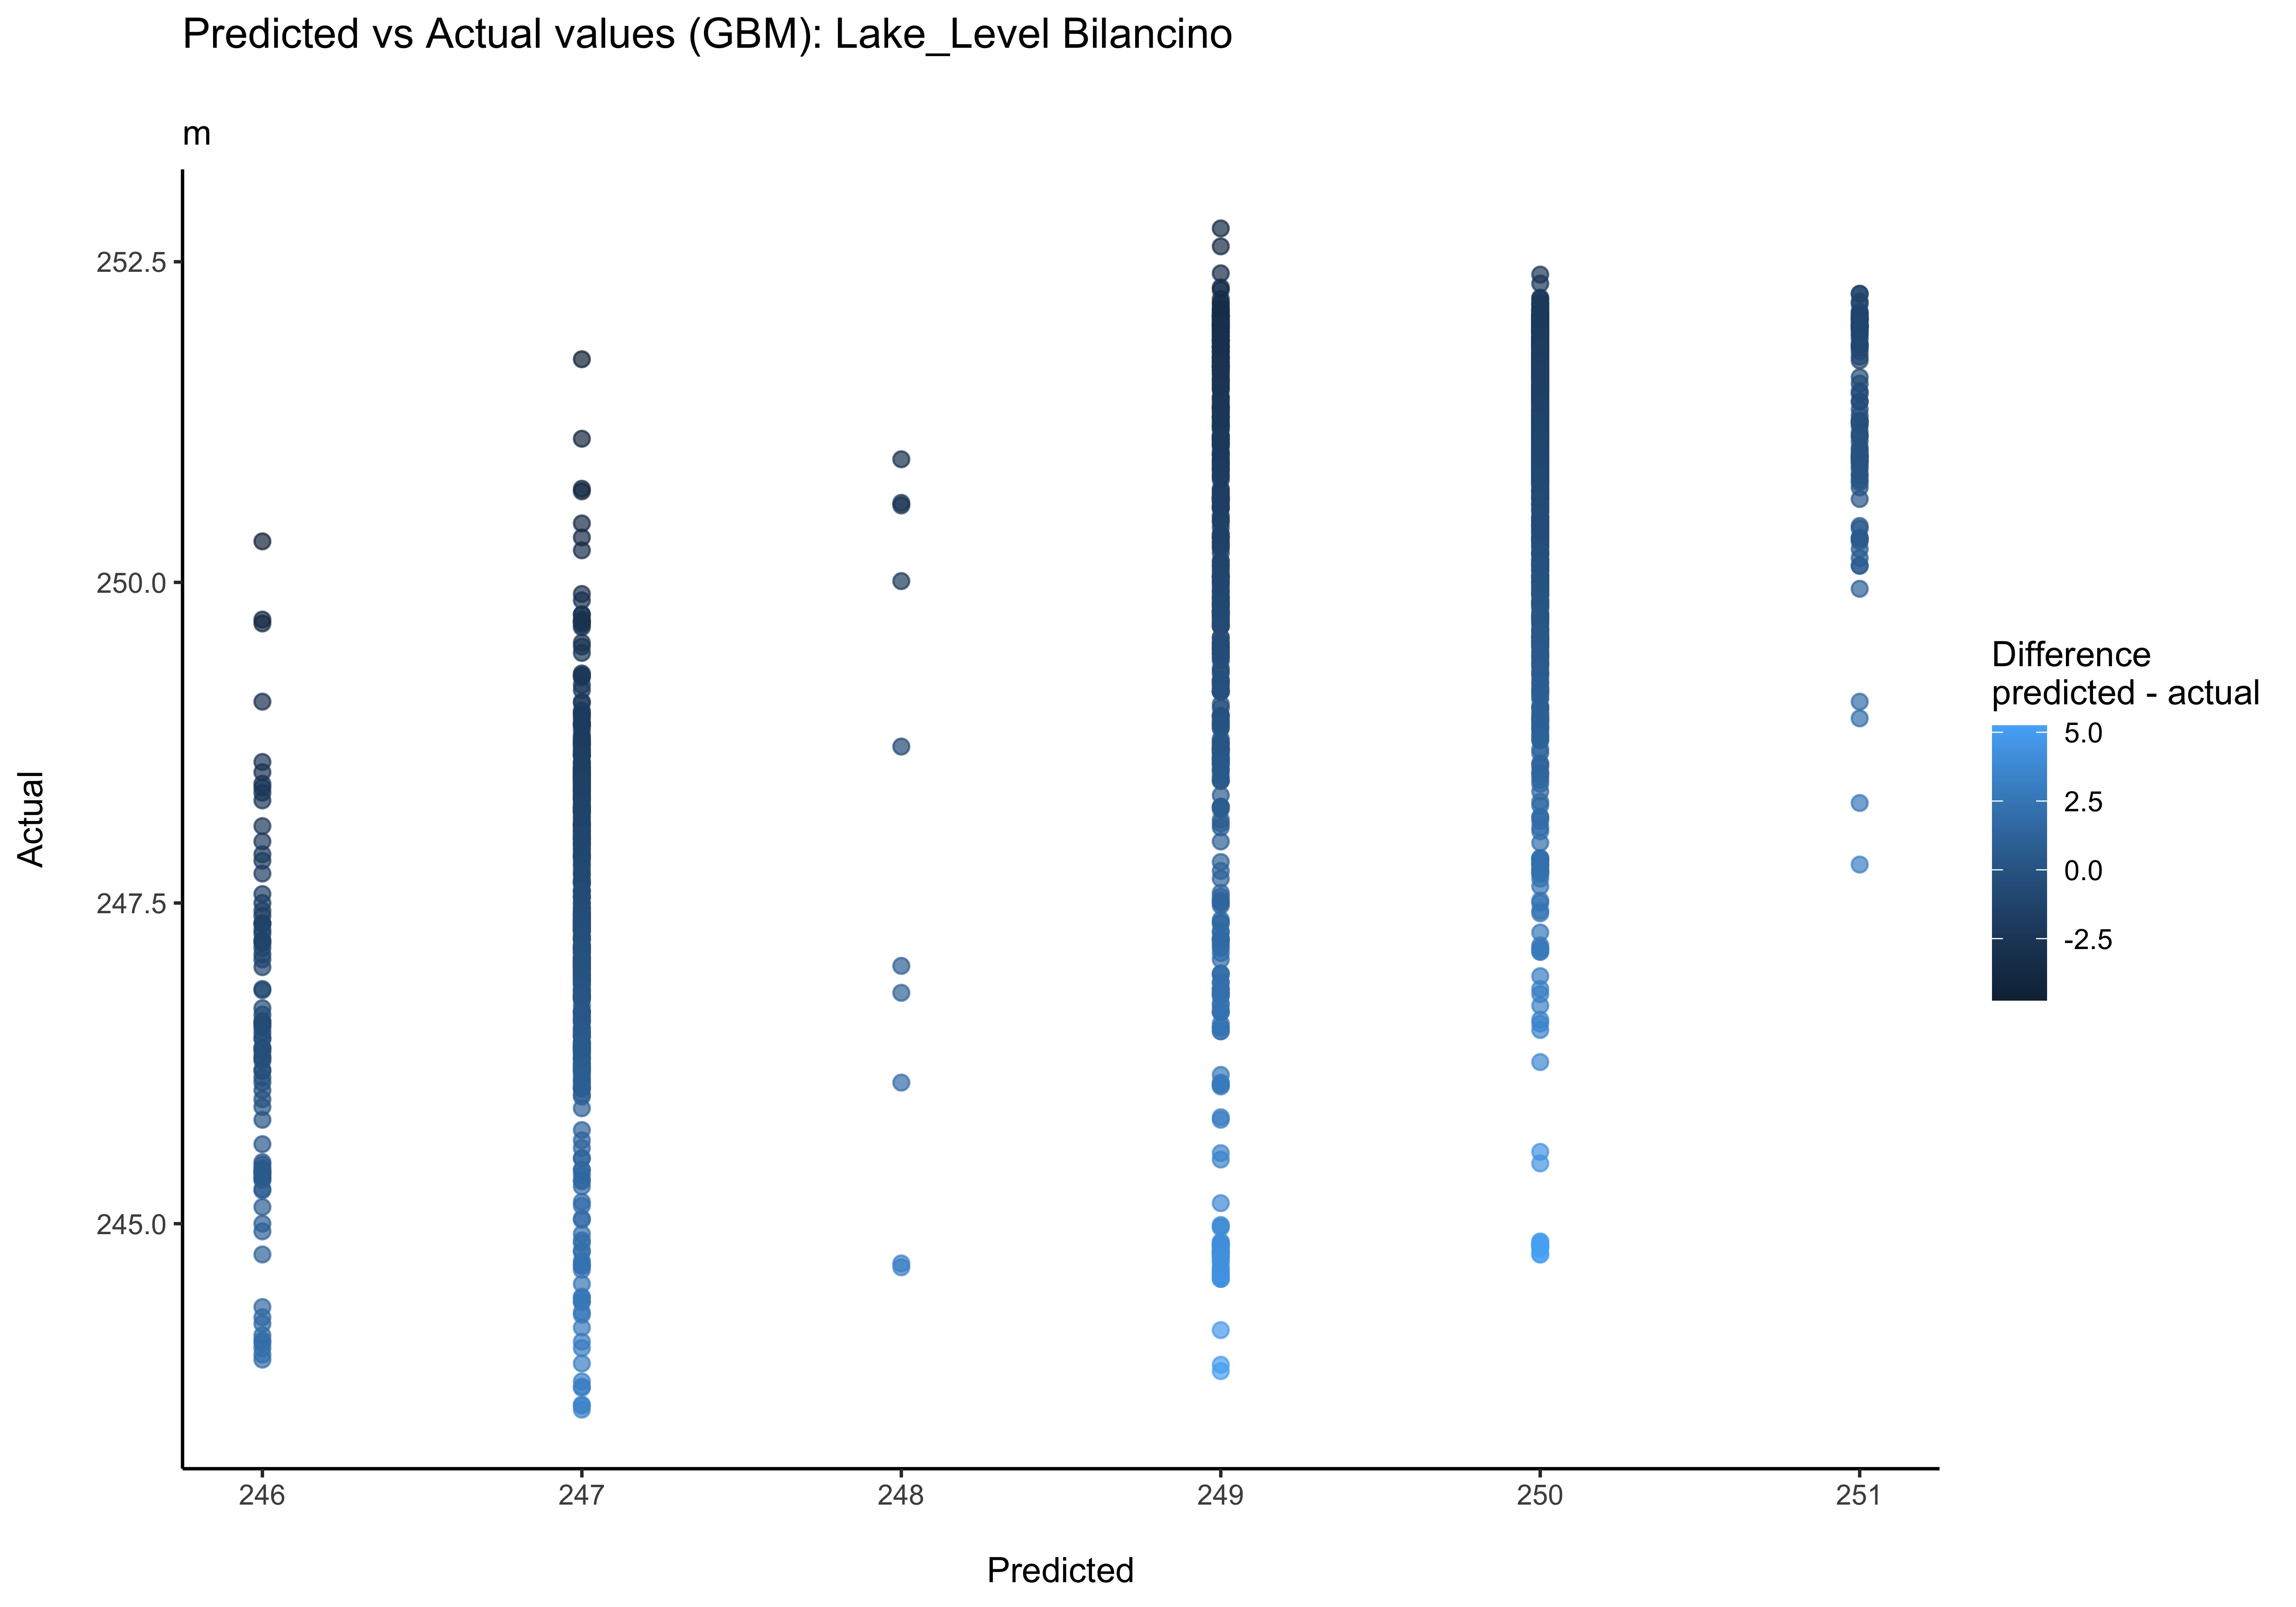 Predicted vs Actual values (GBM): Lake_Level Bilancino
m
252.5
250.0
247.5
245.0
Actual
246 247 248 249 250 251
Predicted
Difference
predicted - actual
5.0
2.5
0.0
-2.5